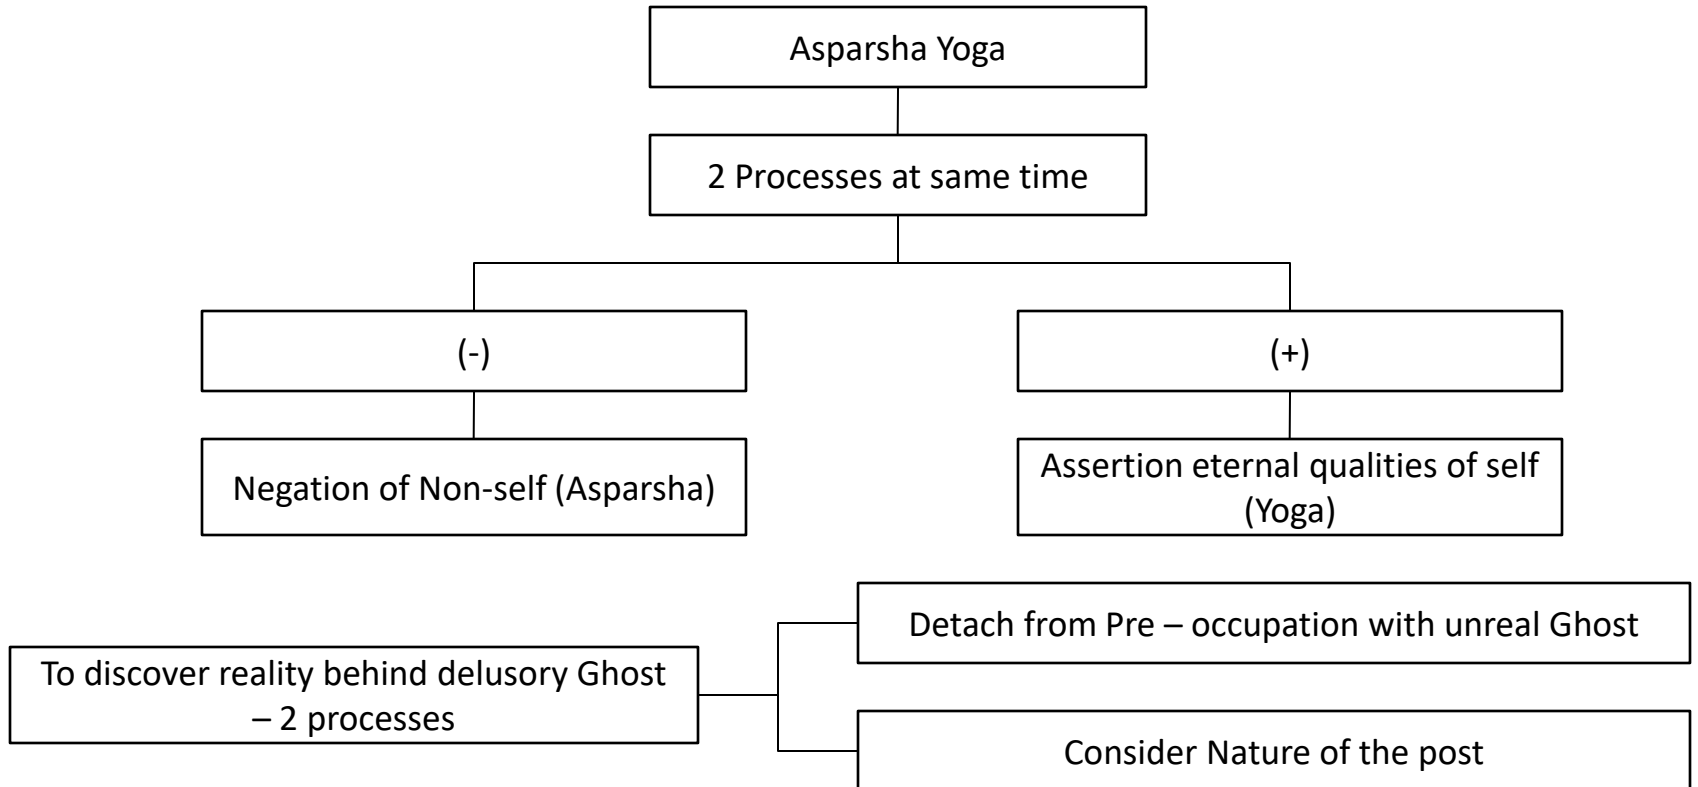 Asparsha Yoga
2 Processes at same time
(-)
(+)
Negation of Non-self (Asparsha)
Assertion eternal qualities of self
(Yoga)
To discover reality behind delusory Ghost
– 2 processes
Detach from Pre – occupation with unreal Ghost
Consider Nature of the post